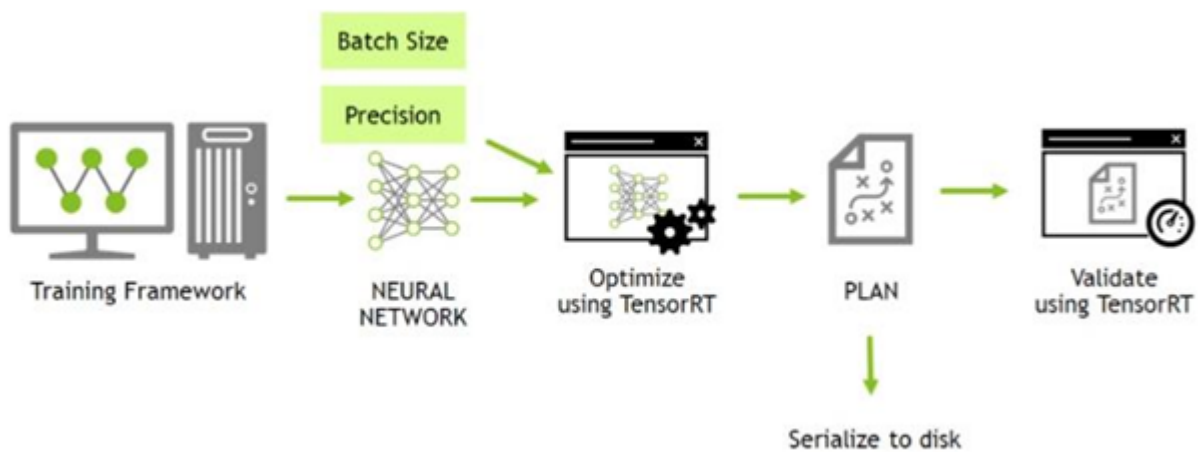 Batch Size
Precision
Training Framework
NEURAL
NETWORK
Optimize
using TensorRT
PLAN
Validate
using TensorRT
Serialize to disk